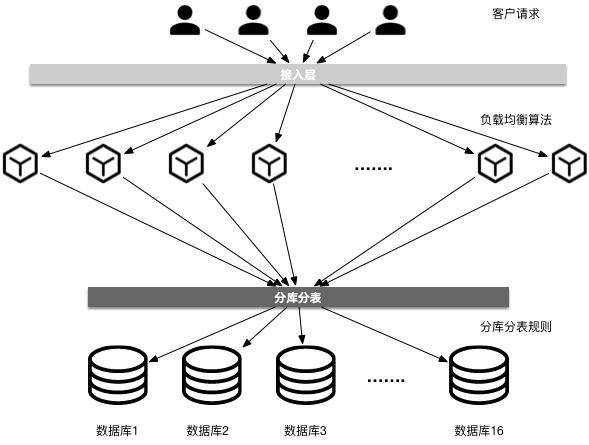 客户请求
接入层
负载均衡算法
.......
分库分表
分库分表规则
.......
数据库1
数据库2
数据库3
数据库16